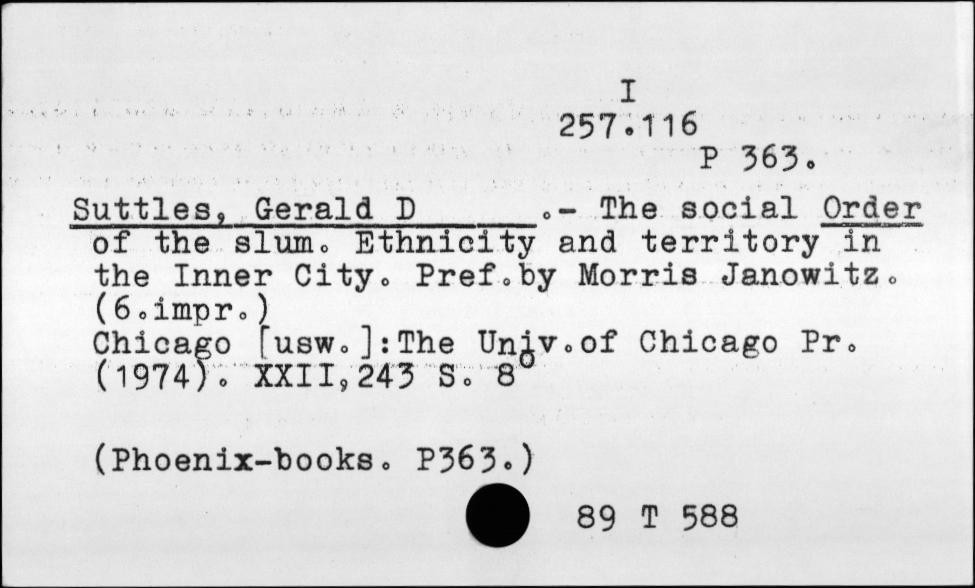 I
257.116
P 363.
Suttles, Gerald D .- The social Order
of the slum. Ethnicity and territory in
the Inner City. Pref.by Morris Janowitz.
(6.impr.)
Chicago [usw.]:The Univ.of Chicago Pr.
(1974). XXII,243 S. 8°
(Phoenix-books. P363.)
89 T 588